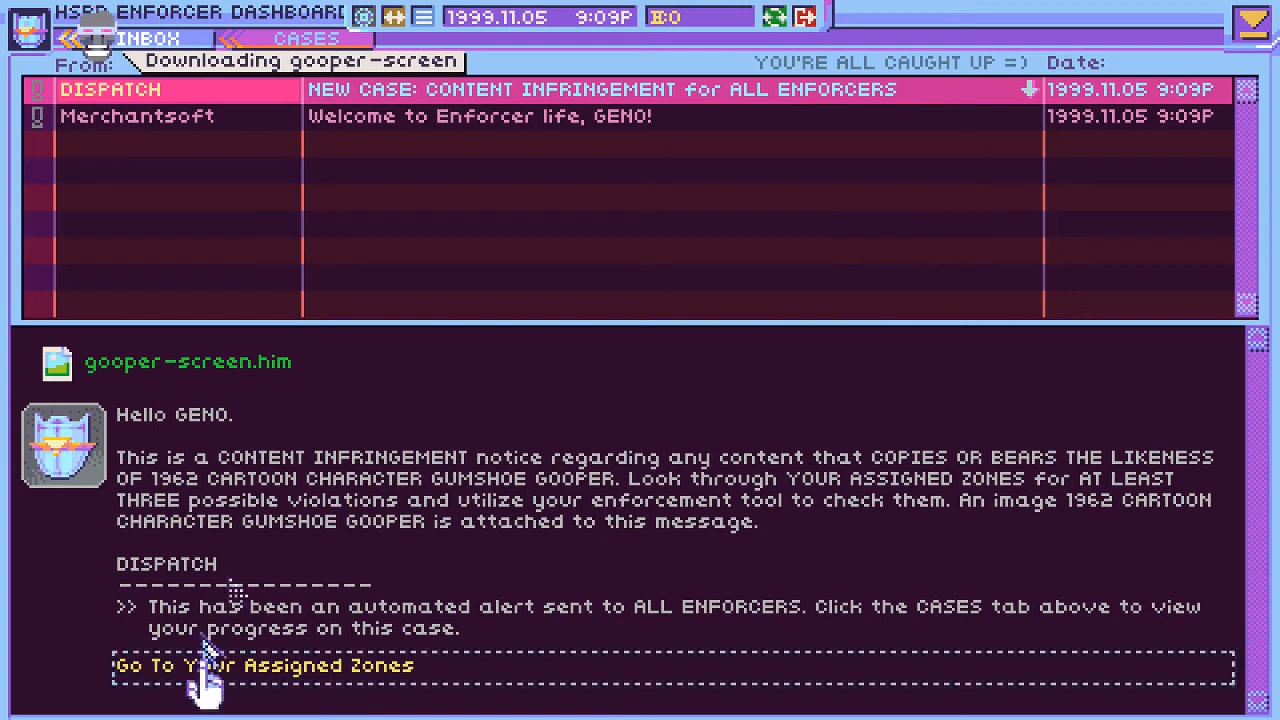 HSPD ENFORCER DASHBOARD
1999.11.05 9:09P
:0
INBOX
CASES
Downloading gooper-screen
From:
YOU'RE ALL CAUGHT UP =)
Date:
DISPATCH
NEW CASE: CONTENT INFRINGEMENT for ALL ENFORCERS
1999.11.05 9:09P
Merchantsoft
Welcome to Enforcer life, GENO!
1999.11.05 9:09P
gooper-screen.him
Hello GENO.
This is a CONTENT INFRINGEMENT notice regarding any content that COPIES OR BEARS THE LIKENESS
OF 1962 CARTOON CHARACTER GUMSHOE GOOPER. Look through YOUR ASSIGNED ZONES for AT LEAST
THREE possible violations and utilize your enforcement tool to check them. An image 1962 CARTOON
CHARACTER GUMSHOE GOOPER is attached to this message.
DISPATCH
----------------
>> This has been an automated alert sent to ALL ENFORCERS. Click the CASES tab above to view
your progress on this case.
Go To Your Assigned Zones